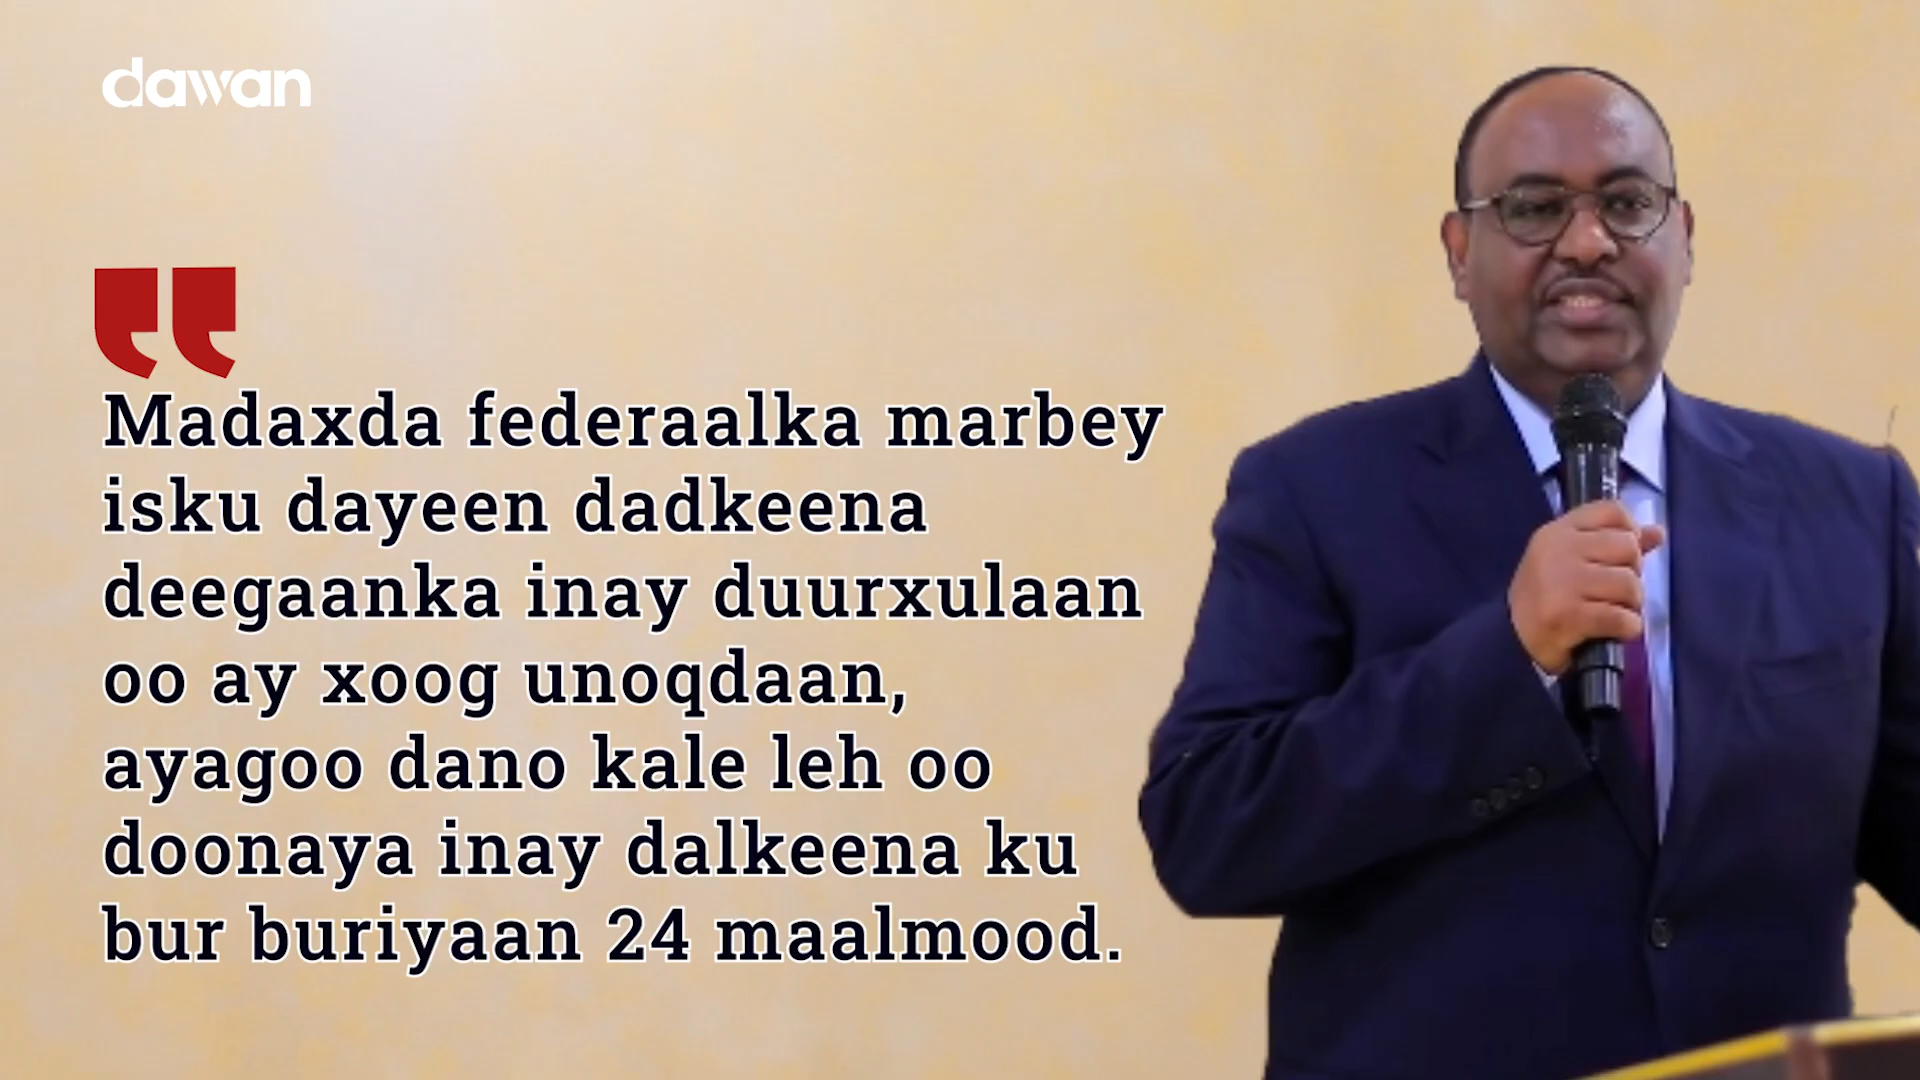 dawan
Madaxda federaalka marbey
isku dayeen dadkeena
deegaanka inay duurxulaan
oo ay xoog unoqdaan,
ayagoo dano kale leh oo
doonaya inay dalkeena ku
bur buriyaan 24 maalmood.